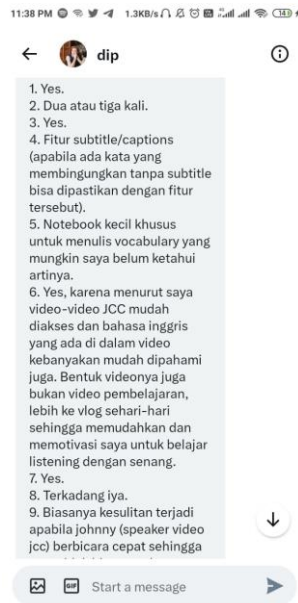 11:38 PM 1.3KB/s 14
dip
1. Yes.
2. Dua atau tiga kali.
3. Yes.
4. Fitur subtitle/captions
(apabila ada kata yang
membingungkan tanpa subtitle
bisa dipastikan dengan fitur
tersebut).
5. Notebook kecil khusus
untuk menulis vocabulary yang
mungkin saya belum ketahui
artinya.
6. Yes, karena menurut saya
video-video JCC mudah
diakses dan bahasa inggris
yang ada di dalam video
kebanyakan mudah dipahami
juga. Bentuk videonya juga
bukan video pembelajaran,
lebih ke vlog sehari-hari
sehingga memudahkan dan
memotivasi saya untuk belajar
listening dengan senang.
7. Yes.
8. Terkadang iya.
9. Biasanya kesulitan terjadi
apabila johnny (speaker video
jcc) berbicara cepat sehingga
GIF Start a message